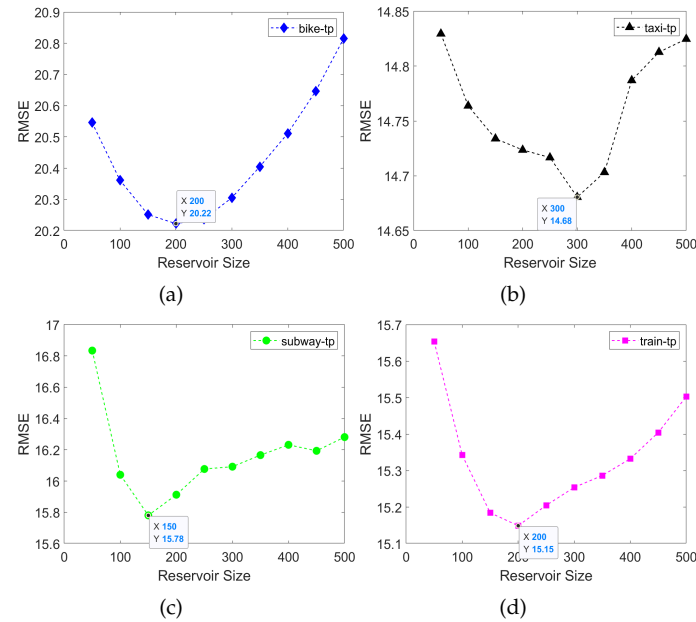 20.9
20.8
20.7
20.6
20.5
20.4
20.3
20.2
RMSE
bike-tp
X 200
Y 20.22
0 100 200 300 400 500
Reservoir Size
(a)
14.85
14.8
14.75
14.7
14.65
RMSE
taxi-tp
X 300
Y 14.68
0 100 200 300 400 500
Reservoir Size
(b)
17
16.8
16.6
16.4
16.2
16
15.8
15.6
RMSE
subway-tp
X 150
Y 15.78
0 100 200 300 400 500
Reservoir Size
(c)
15.7
15.6
15.5
15.4
15.3
15.2
15.1
RMSE
train-tp
X 200
Y 15.15
0 100 200 300 400 500
Reservoir Size
(d)